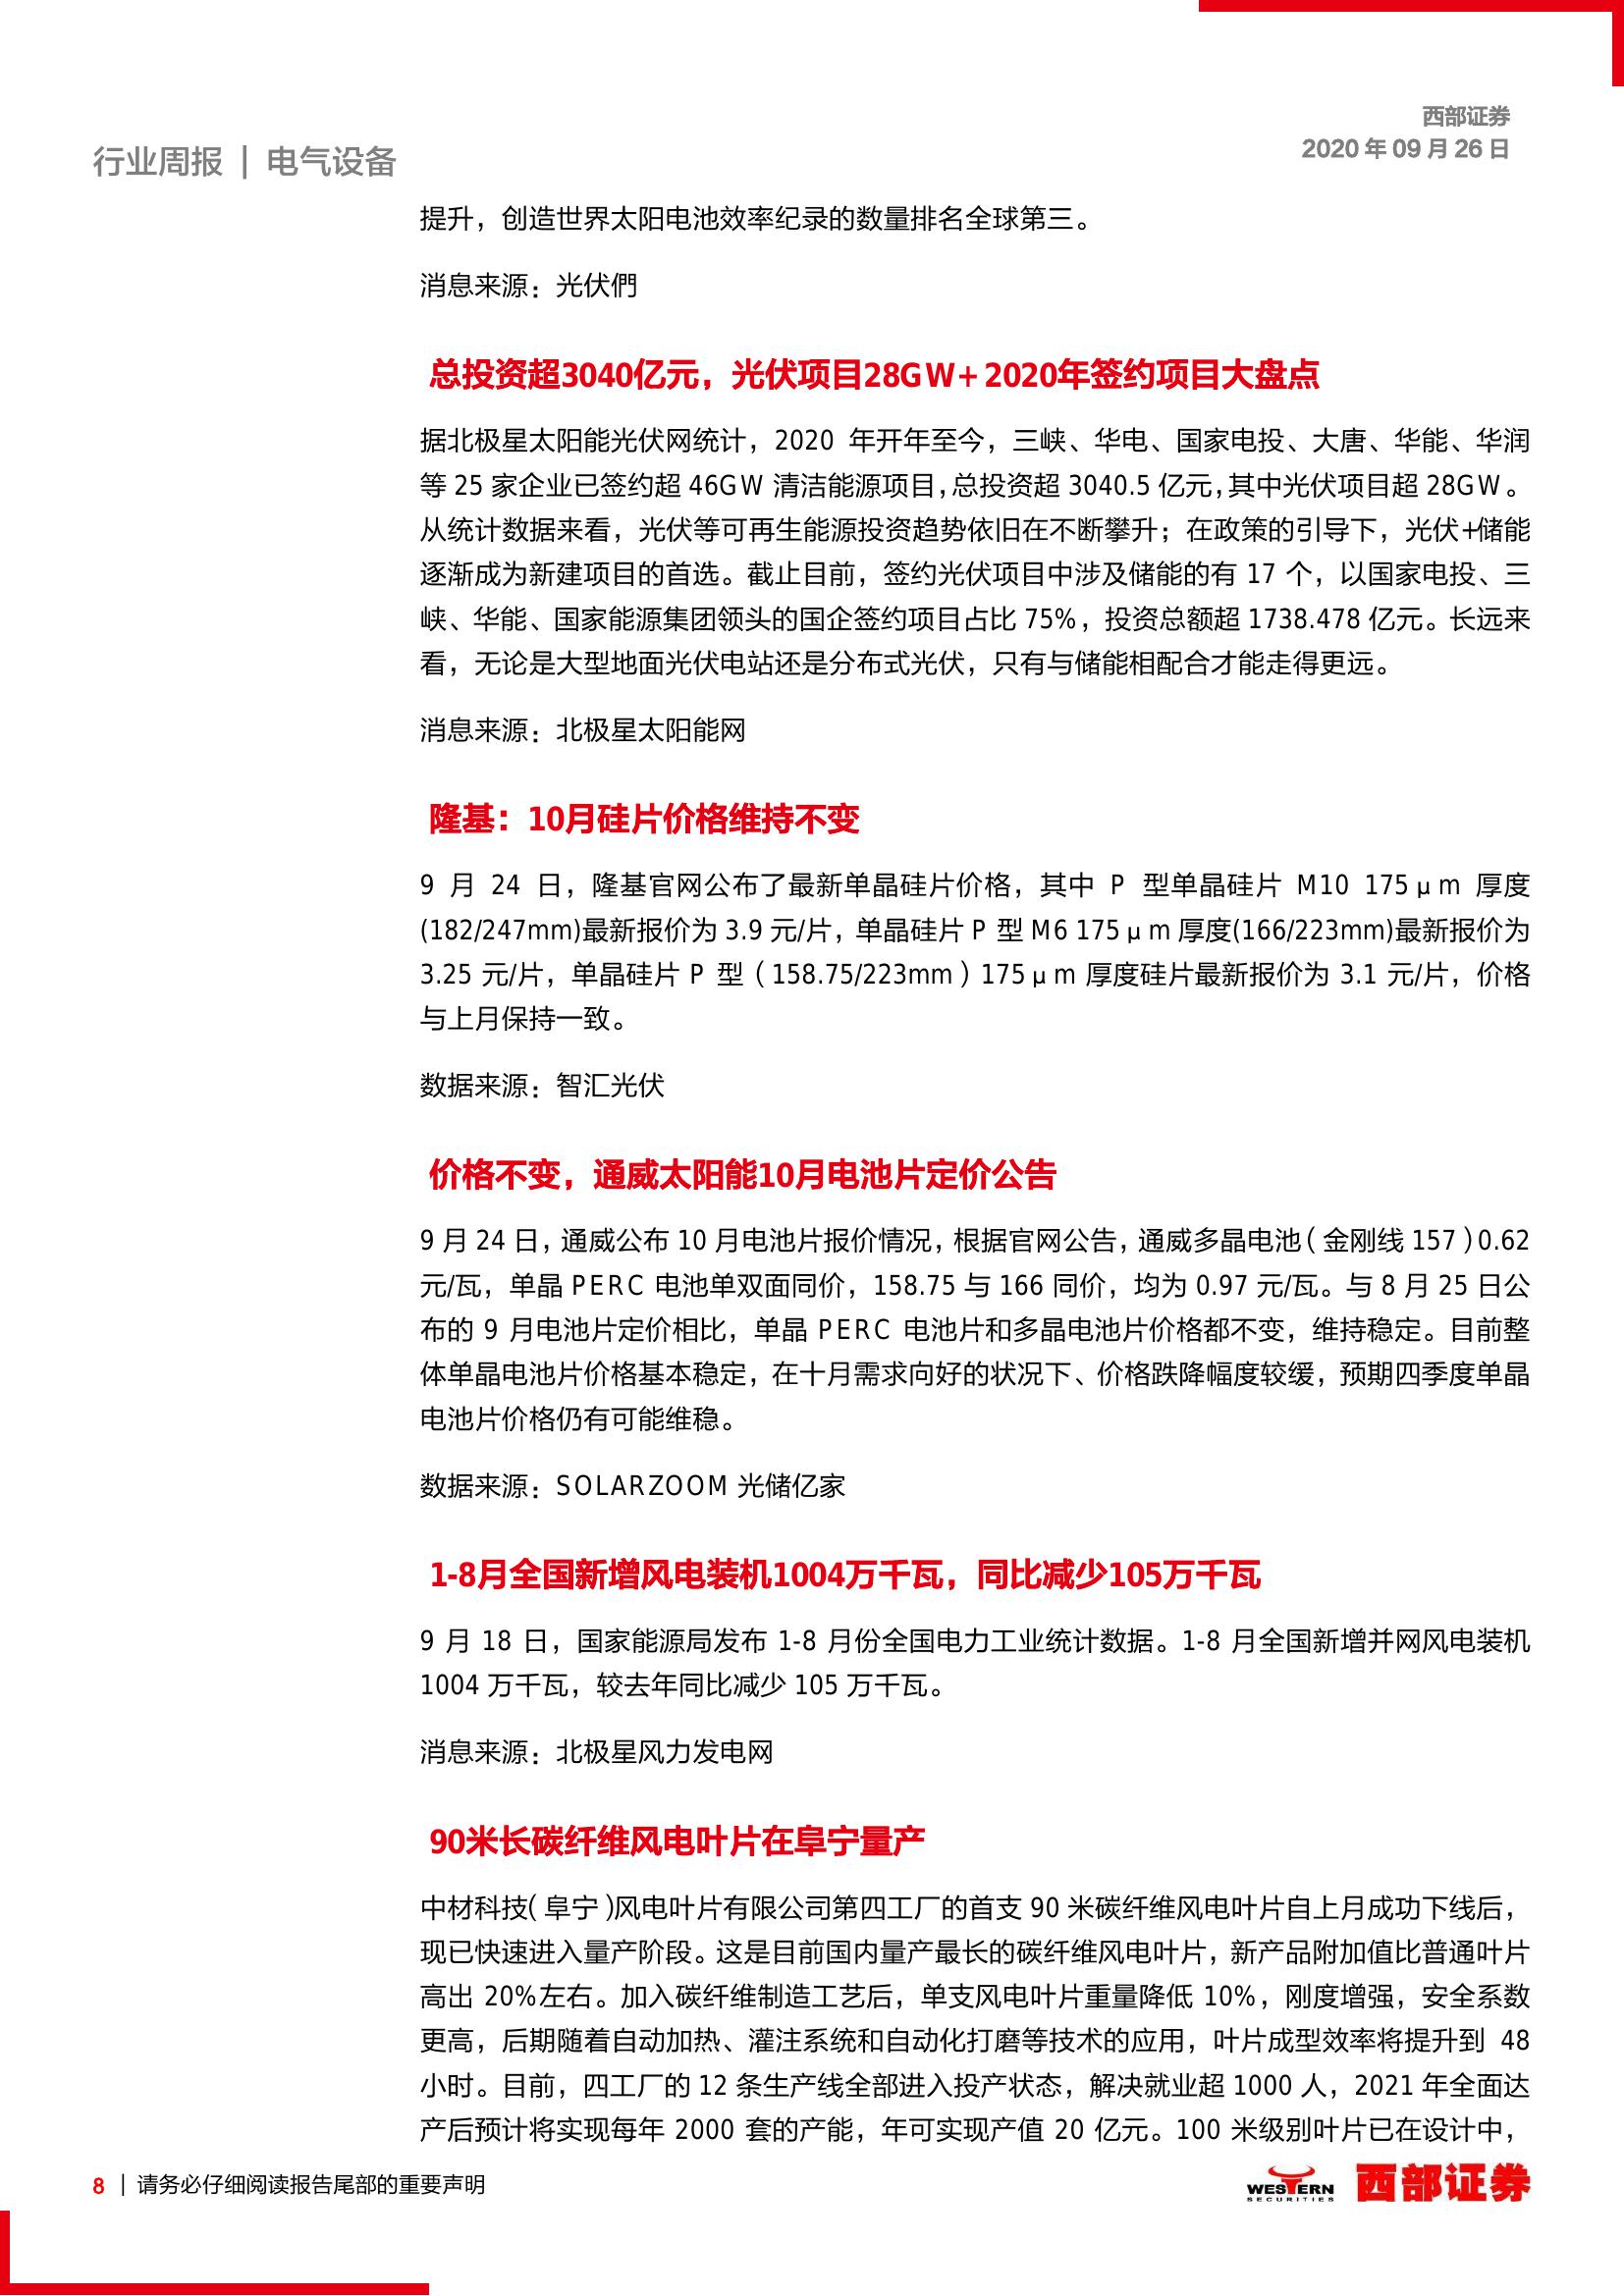 西部证券
2020 年 09 月 26 日
行业周报 | 电气设备
提升，创造世界太阳电池效率纪录的数量排名全球第三。
消息来源：光伏們
总投资超3040亿元，光伏项目28GW+ 2020年签约项目大盘点
据北极星太阳能光伏网统计，2020 年开年至今，三峡、华电、国家电投、大唐、华能、华润
等 25 家企业已签约超 46GW 清洁能源项目，总投资超 3040.5 亿元，其中光伏项目超 28GW。
从统计数据来看，光伏等可再生能源投资趋势依旧在不断攀升；在政策的引导下，光伏+储能
逐渐成为新建项目的首选。截止目前，签约光伏项目中涉及储能的有 17 个，以国家电投、三
峡、华能、国家能源集团领头的国企签约项目占比 75%，投资总额超 1738.478 亿元。长远来
看，无论是大型地面光伏电站还是分布式光伏，只有与储能相配合才能走得更远。
消息来源：北极星太阳能网
隆基：10月硅片价格维持不变
9 月 24 日，隆基官网公布了最新单晶硅片价格，其中 P 型单晶硅片 M10 175μm 厚度
(182/247mm)最新报价为 3.9 元/片，单晶硅片 P 型 M6 175μm 厚度(166/223mm)最新报价为
3.25 元/片，单晶硅片 P 型（158.75/223mm）175μm 厚度硅片最新报价为 3.1 元/片，价格
与上月保持一致。
数据来源：智汇光伏
价格不变，通威太阳能10月电池片定价公告
9 月 24 日，通威公布 10 月电池片报价情况，根据官网公告，通威多晶电池（金刚线 157）0.62
元/瓦，单晶 PERC 电池单双面同价，158.75 与 166 同价，均为 0.97 元/瓦。与 8 月 25 日公
布的 9 月电池片定价相比，单晶 PERC 电池片和多晶电池片价格都不变，维持稳定。目前整
体单晶电池片价格基本稳定，在十月需求向好的状况下、价格跌降幅度较缓，预期四季度单晶
电池片价格仍有可能维稳。
数据来源：SOLARZOOM 光储亿家
1-8月全国新增风电装机1004万千瓦，同比减少105万千瓦
9 月 18 日，国家能源局发布 1-8 月份全国电力工业统计数据。1-8 月全国新增并网风电装机
1004 万千瓦，较去年同比减少 105 万千瓦。
消息来源：北极星风力发电网
90米长碳纤维风电叶片在阜宁量产
中材科技（阜宁）风电叶片有限公司第四工厂的首支 90 米碳纤维风电叶片自上月成功下线后，
现已快速进入量产阶段。这是目前国内量产最长的碳纤维风电叶片，新产品附加值比普通叶片
高出 20%左右。加入碳纤维制造工艺后，单支风电叶片重量降低 10%，刚度增强，安全系数
更高，后期随着自动加热、灌注系统和自动化打磨等技术的应用，叶片成型效率将提升到 48
小时。目前，四工厂的 12 条生产线全部进入投产状态，解决就业超 1000 人，2021 年全面达
产后预计将实现每年 2000 套的产能，年可实现产值 20 亿元。100 米级别叶片已在设计中，
8 | 请务必仔细阅读报告尾部的重要声明
WESTERN
SECURITIES
西部证券